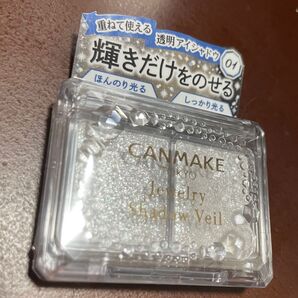 重ねて使える
透明アイシャドウ
01
輝きだけをのせる
ほんのり光る
しっかり光る
CANMAKE
TOKYO
Jewelry
Shadow Veil